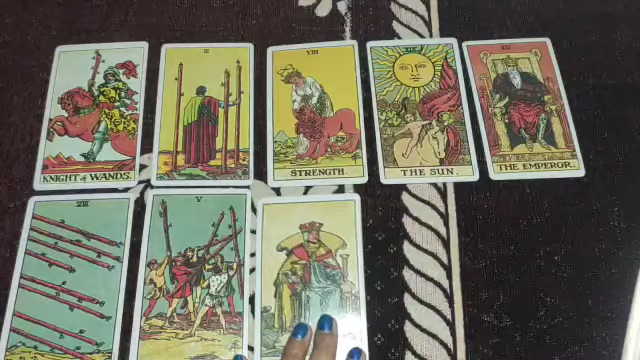 KNIGHT of WANDS.
III
VIII
STRENGTH.
XIX
THE SUN.
IV
THE EMPEROR.
VIII
V